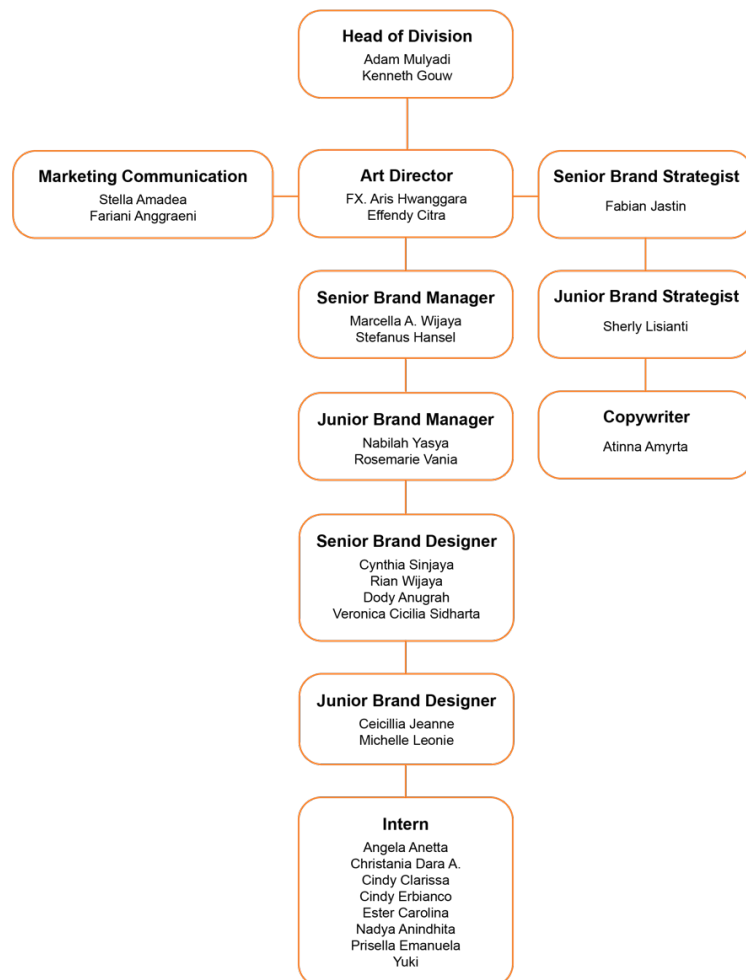 Head of Division
Adam Mulyadi
Kenneth Gouw
Marketing Communication
Stella Amadea
Fariani Anggraeni
Art Director
FX. Aris Hwanggara
Effendy Citra
Senior Brand Strategist
Fabian Jastin
Senior Brand Manager
Marcella A. Wijaya
Stefanus Hansel
Junior Brand Strategist
Sherly Lisianti
Junior Brand Manager
Nabilah Yasya
Rosemarie Vania
Copywriter
Atinna Amyrta
Senior Brand Designer
Cynthia Sinjaya
Rian Wijaya
Dody Anugrah
Veronica Cicilia Sidharta
Junior Brand Designer
Ceicillia Jeanne
Michelle Leonie
Intern
Angela Anetta
Christania Dara A.
Cindy Clarissa
Cindy Erbianco
Ester Carolina
Nadya Anindhita
Prisella Emanuela
Yuki